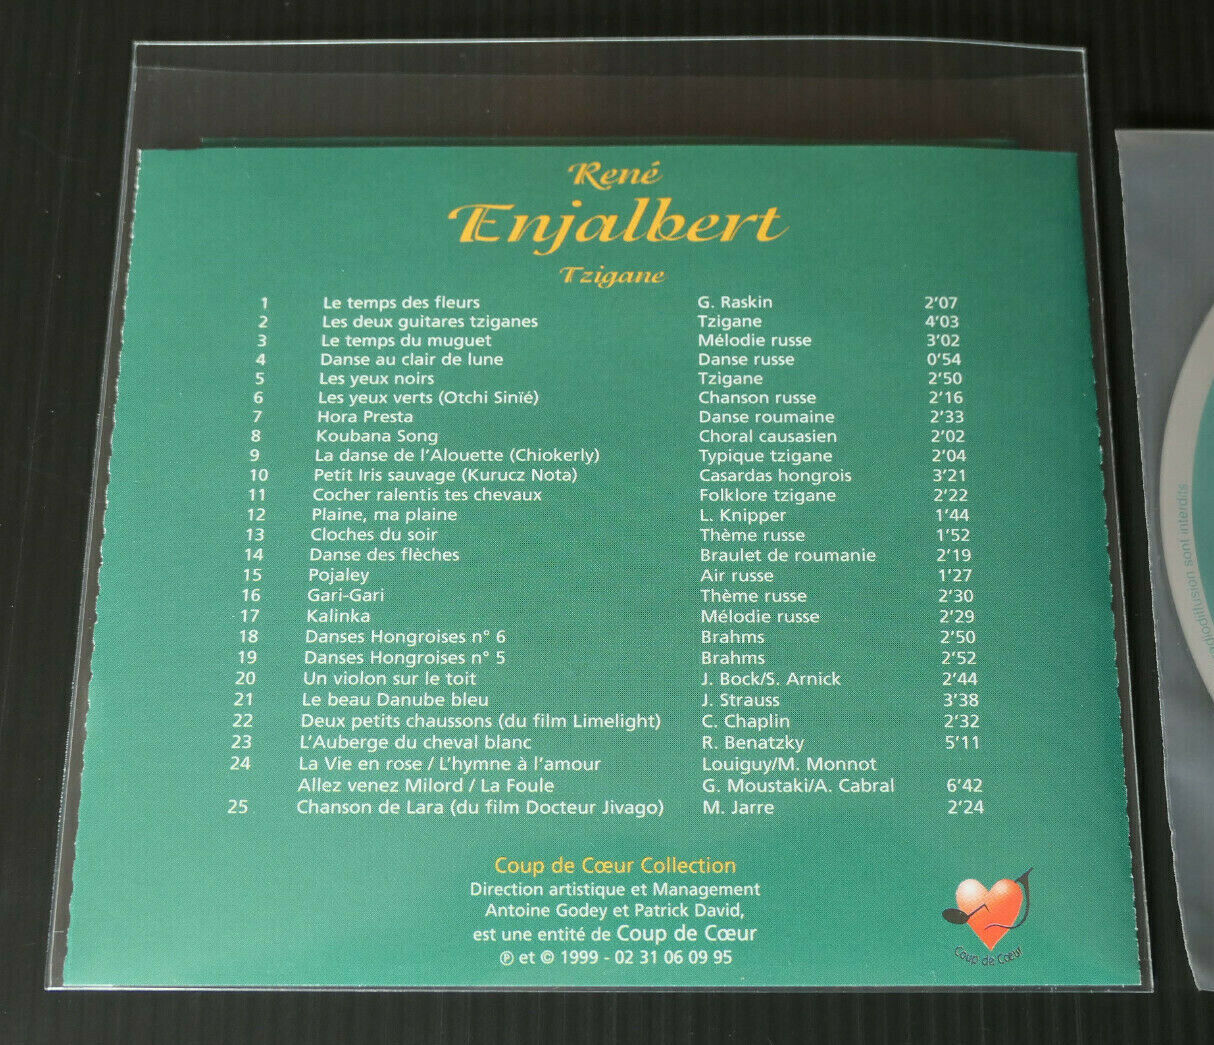 René
Enjalbert
Tzigane
1 Le temps des fleurs G. Raskin 2'07
2 Les deux guitares tziganes Tzigane 4'03
3 Le temps du muguet Mélodie russe 3'02
4 Danse au clair de lune Danse russe 0'54
5 Les yeux noirs Tzigane 2'50
6 Les yeux verts (Otchi Sinïé) Chanson russe 2'16
7 Hora Presta Danse roumaine 2'33
8 Koubana Song Choral causasien 2'02
9 La danse de l'Alouette (Chiokerly) Typique tzigane 2'04
10 Petit Iris sauvage (Kurucz Nota) Casardas hongrois 3'21
11 Cocher ralentis tes chevaux Folklore tzigane 2'22
12 Plaine, ma plaine L. Knipper 1'44
13 Cloches du soir Thème russe 1'52
14 Danse des flèches Braulet de roumanie 2'19
15 Pojaley Air russe 1'27
16 Gari-Gari Thème russe 2'30
17 Kalinka Mélodie russe 2'29
18 Danses Hongroises n° 6 Brahms 2'50
19 Danses Hongroises n° 5 Brahms 2'52
20 Un violon sur le toit J. Bock/S. Arnick 2'44
21 Le beau Danube bleu J. Strauss 3'38
22 Deux petits chaussons (du film Limelight) C. Chaplin 2'32
23 L'Auberge du cheval blanc R. Benatzky 5'11
24 La Vie en rose / L'hymne à l'amour Louiguy/M. Monnot
Allez venez Milord / La Foule G. Moustaki/A. Cabral 6'42
25 Chanson de Lara (du film Docteur Jivago) M. Jarre 2'24
Coup de Cœur Collection
Direction artistique et Management
Antoine Godey et Patrick David,
est une entité de Coup de Cœur
℗ et © 1999 - 02 31 06 09 95
Coup de Cœur
sont interdits